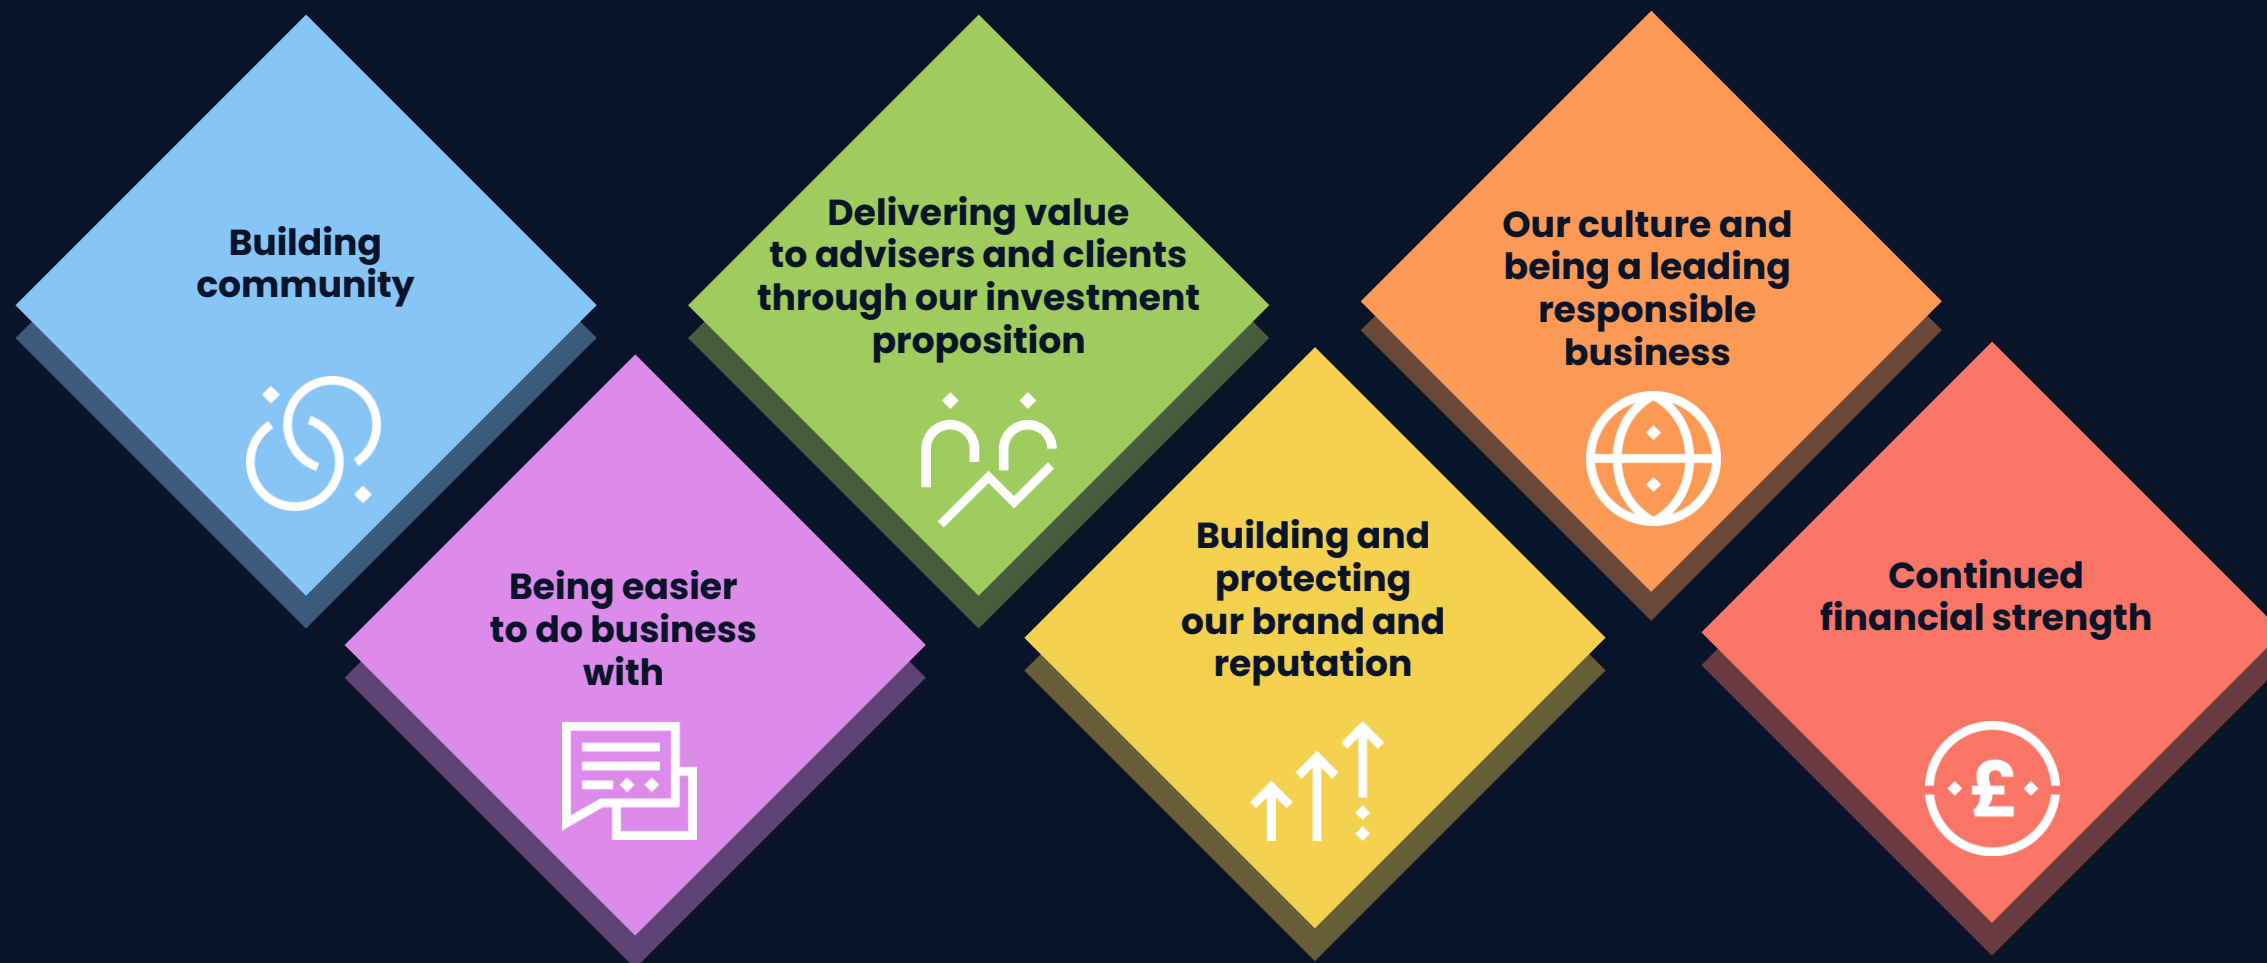 Building
community
Being easier
to do business
with
Delivering value
to advisers and clients
through our investment
proposition
Building and
protecting
our brand and
reputation
Our culture and
being a leading
responsible
business
Continued
financial strength
£